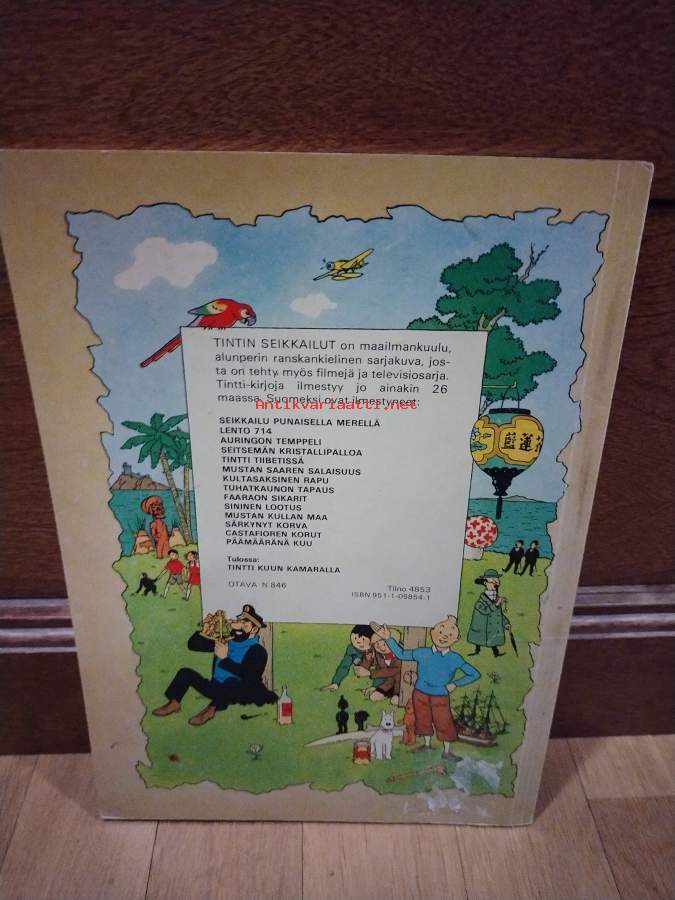 TINTIN SEIKKAILUT on maailmankuulu,
alunperin ranskankielinen sarjakuva, jos-
ta on tehty myös filmejä ja televisiosarja.
Tintti-kirjoja ilmestyy jo ainakin 26
maassa. Suomeksi ovat ilmestyneet:
Antikvariaatti.net
SEIKKAILU PUNAISELLA MERELLÄ
LENTO 714
AURINGON TEMPPELI
SEITSEMÄN KRISTALLIPALLOA
TINTTI TIIBETISSÄ
MUSTAN SAAREN SALAISUUS
KULTASAKSINEN RAPU
TUHATKAUNON TAPAUS
FAARAON SIKARIT
SININEN LOOTUS
MUSTAN KULLAN MAA
SÄRKYNYT KORVA
CASTAFIOREN KORUT
PÄÄMÄÄRÄNÄ KUU
Tulossa:
TINTTI KUUN KAMARALLA
OTAVA N 846
Tilno 4853
ISBN 951-1-05854-1
藍蓮